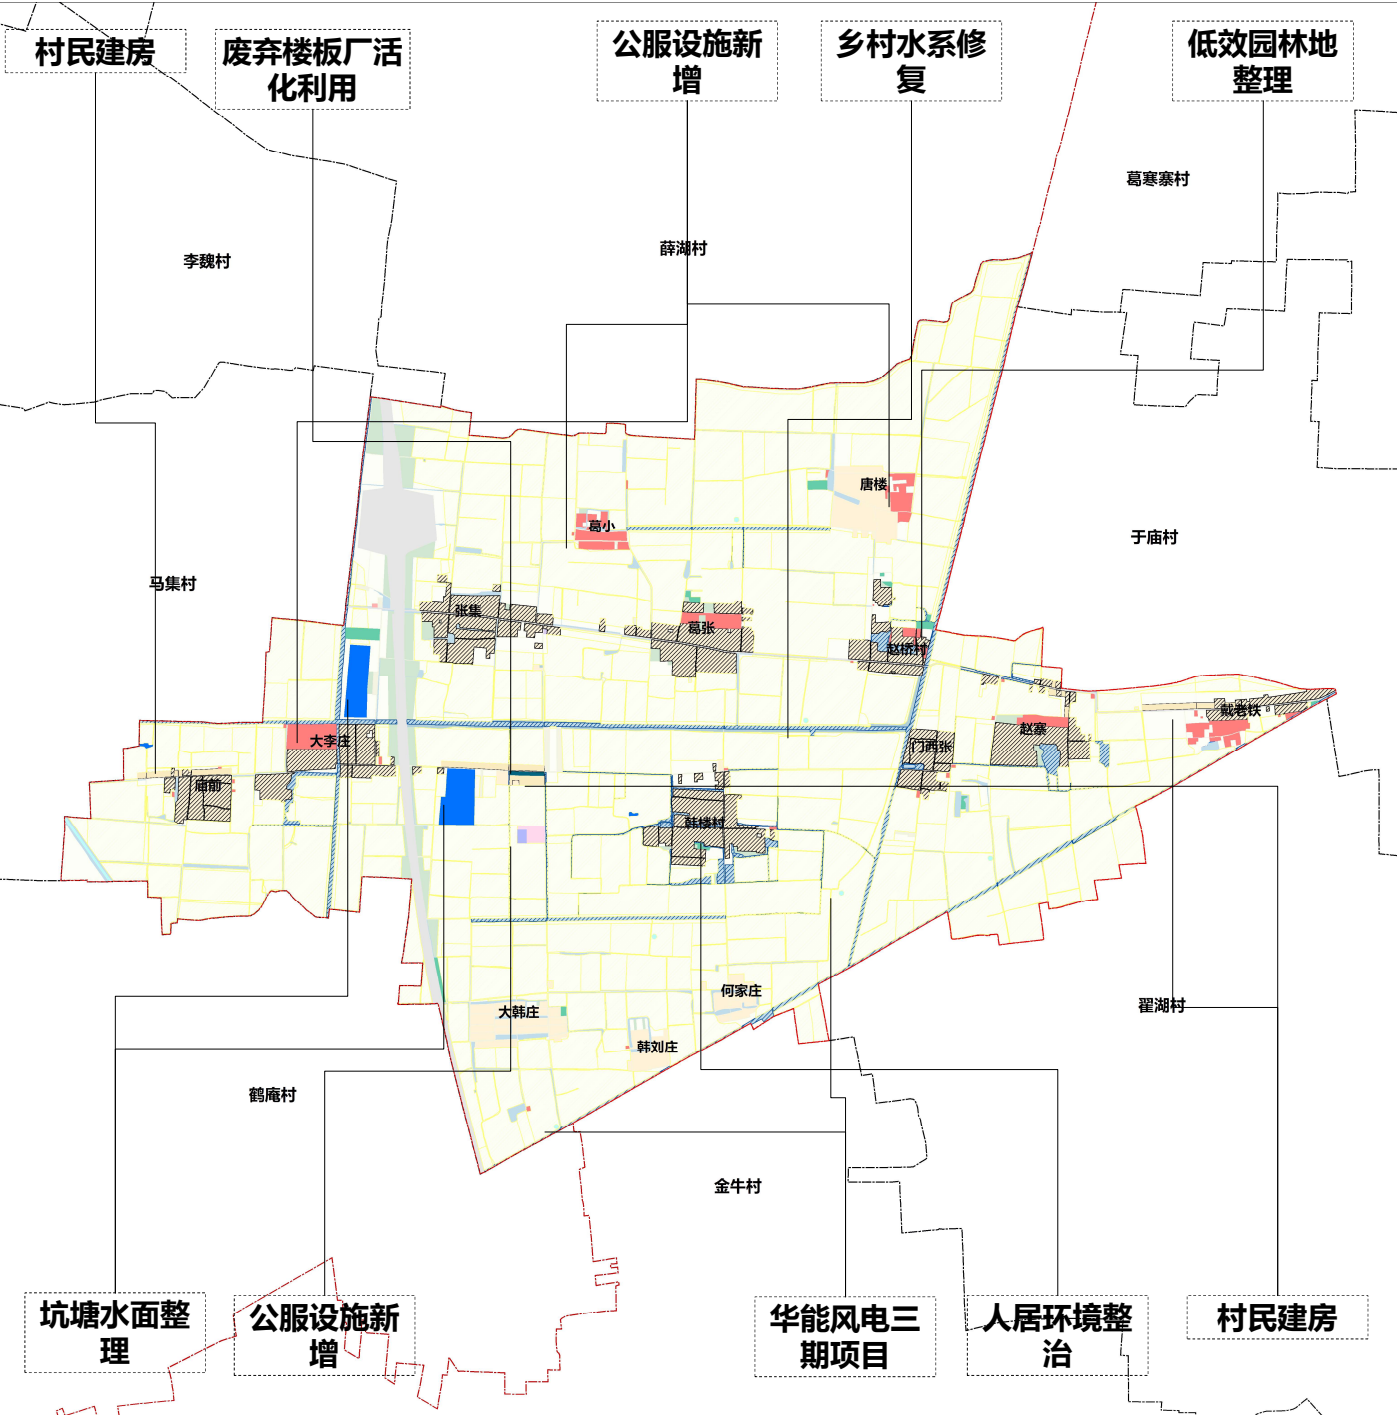 村民建房
废弃楼板厂活
化利用
公服设施新
增
乡村水系修
复
低效园林地
整理
葛寒寨村
薛湖村
李魏村
唐楼
葛小
于庙村
马集村
张集
葛张
赵桥村
戴老铁
赵寨
大李庄
门西张
庙前
韩楼村
何家庄
翟湖村
大韩庄
韩刘庄
鹤庵村
金牛村
坑塘水面整
理
公服设施新
增
华能风电三
期项目
人居环境整
治
村民建房